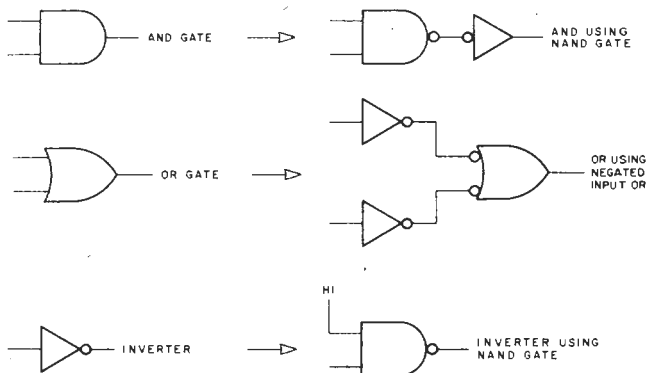 AND GATE
AND USING
NAND GATE
OR GATE
OR USING
NEGATED
INPUT OR
HI
INVERTER
INVERTER USING
NAND GATE